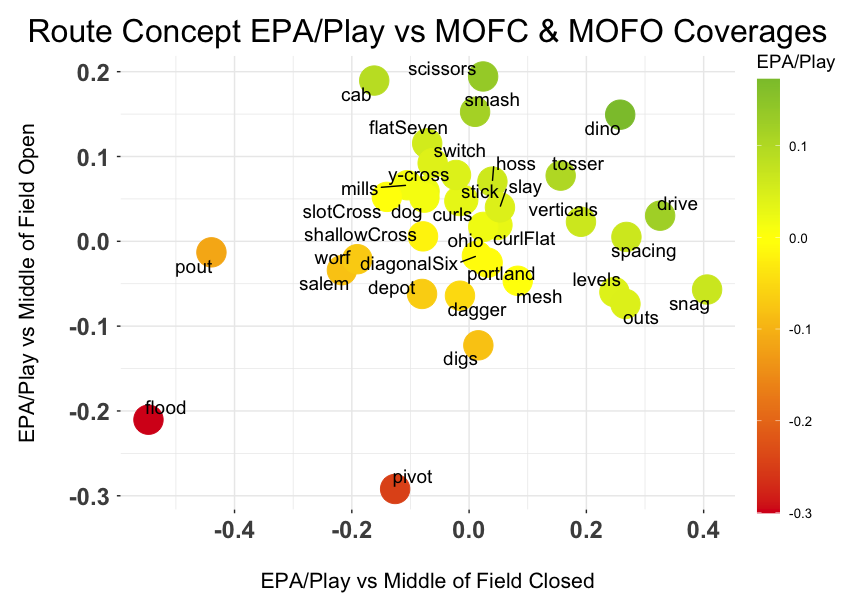 Route Concept EPA/Play vs MOFC & MOFO Coverages
EPA/Play
0.2
0.1
0.0
-0.1
-0.2
-0.3
EPA/Play vs Middle of Field Open
scissors
cab
smash
dino
flatSeven
switch
hoss
tosser
y-cross
mills
stick
slay
slotCross
dog
curls
verticals
drive
shallowCross
ohio
curlFlat
spacing
worf
diagonalSix
pout
salem
portland
levels
depot
mesh
snag
dagger
outs
digs
flood
pivot
0.1
0.0
-0.1
-0.2
-0.3
-0.4
-0.2
0.0
0.2
0.4
EPA/Play vs Middle of Field Closed